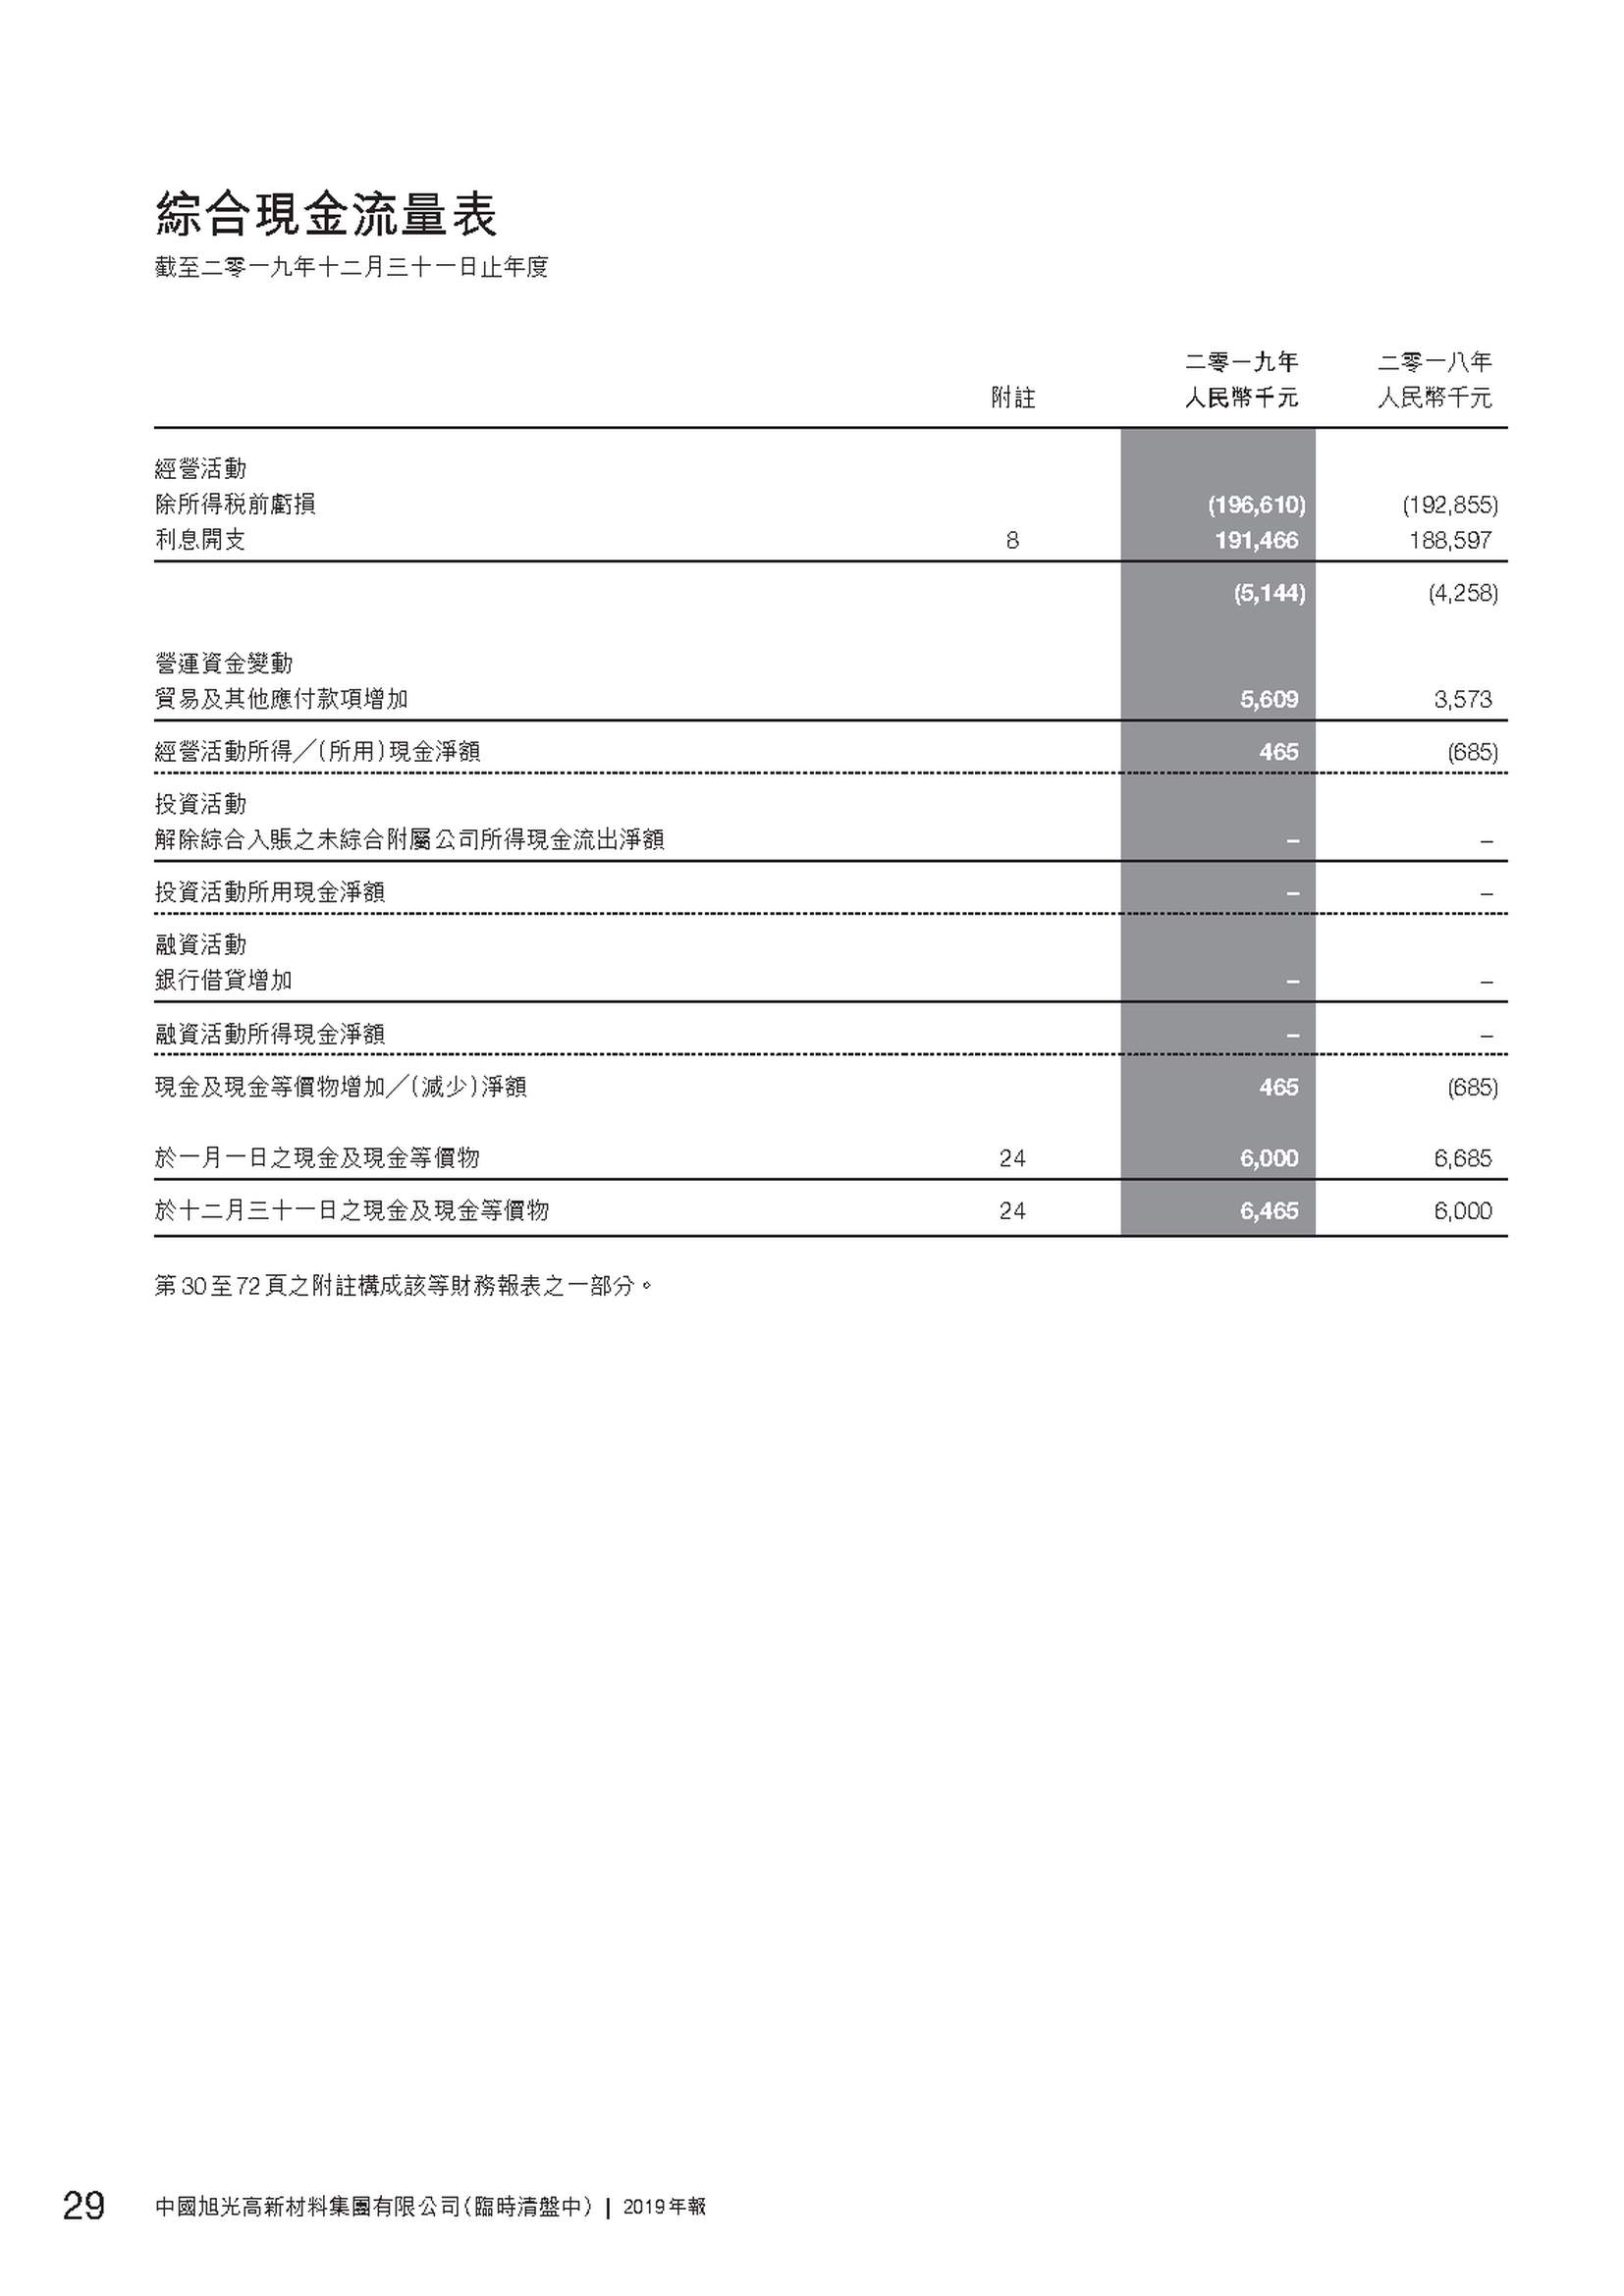 綜合現金流量表
截至二零一九年十二月三十一日止年度
二零一九年 二零一八年
附註 人民幣千元 人民幣千元
經營活動
除所得税前虧損 (196,610) (192,855)
利息開支 8 191,466 188,597
(5,144) (4,258)
營運資金變動
貿易及其他應付款項增加 5,609 3,573
經營活動所得╱(所用)現金淨額 465 (685)
投資活動
解除綜合入賬之未綜合附屬公司所得現金流出淨額 – –
投資活動所用現金淨額 – –
融資活動
銀行借貸增加 – –
融資活動所得現金淨額 – –
現金及現金等價物增加╱(減少)淨額 465 (685)
於一月一日之現金及現金等價物 24 6,000 6,685
於十二月三十一日之現金及現金等價物 24 6,465 6,000
第30至72頁之附註構成該等財務報表之一部分。
29 中國旭光高新材料集團有限公司(臨時清盤中) | 2019年報